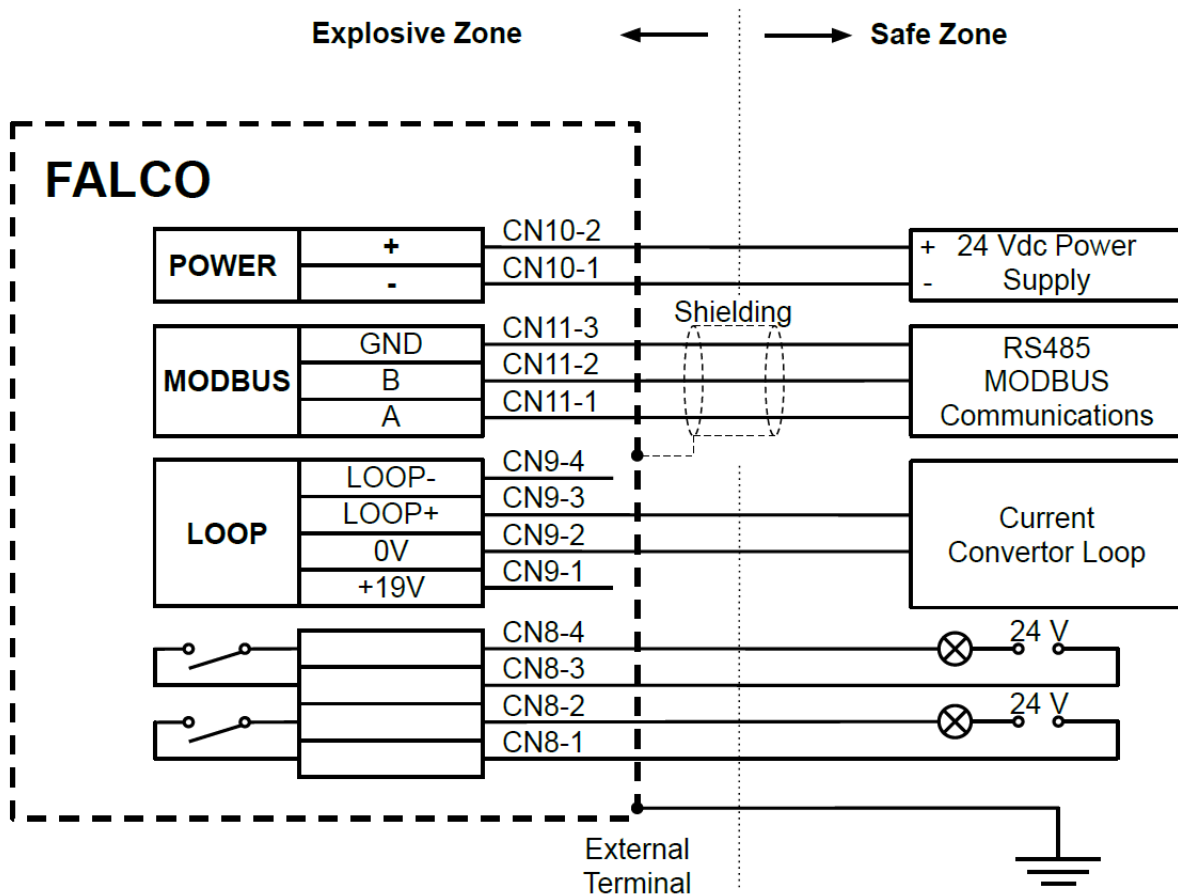 Explosive Zone
Safe Zone
FALCO
POWER
+
CN10-2
-
CN10-1
+ 24 Vdc Power
- Supply
Shielding
MODBUS
GND
CN11-3
B
CN11-2
A
CN11-1
RS485
MODBUS
Communications
LOOP
LOOP-
CN9-4
LOOP+
CN9-3
0V
CN9-2
+19V
CN9-1
Current
Convertor Loop
CN8-4
24 V
CN8-3
CN8-2
24 V
CN8-1
External
Terminal